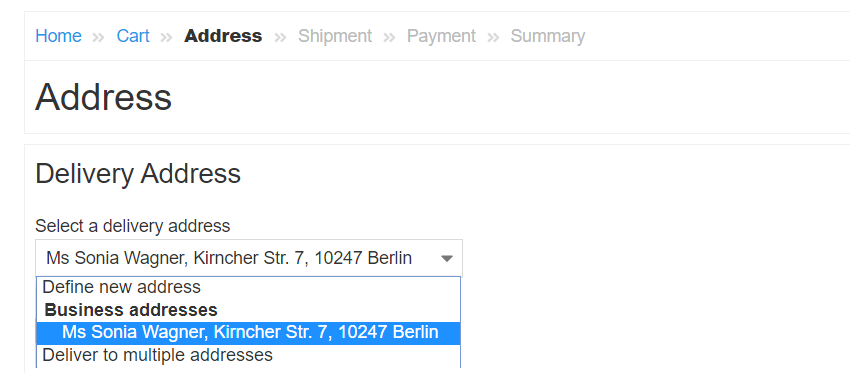 Home » Cart » Address » Shipment » Payment » Summary
Address
Delivery Address
Select a delivery address
Ms Sonia Wagner, Kirncher Str. 7, 10247 Berlin
Define new address
Business addresses
Ms Sonia Wagner, Kirncher Str. 7, 10247 Berlin
Deliver to multiple addresses